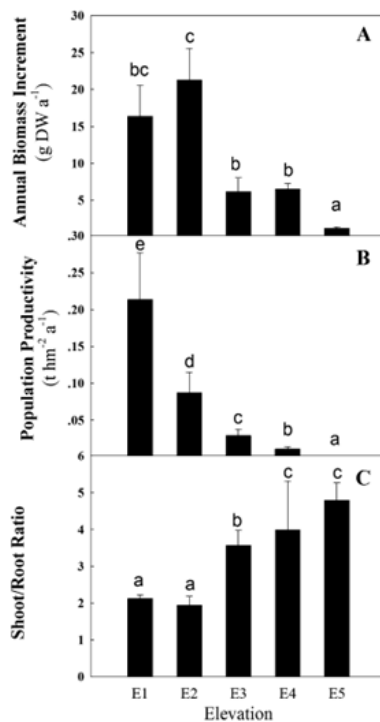 A
Annual Biomass Increment
(g DW a⁻¹)
30
25
20
15
10
5
bc
c
b
b
a
B
Population Productivity
(t hm⁻² a⁻¹)
.30
.25
.20
.15
.10
.05
e
d
c
b
a
C
Shoot/Root Ratio
6
5
4
3
2
1
0
a
a
b
c
c
E1 E2 E3 E4 E5
Elevation